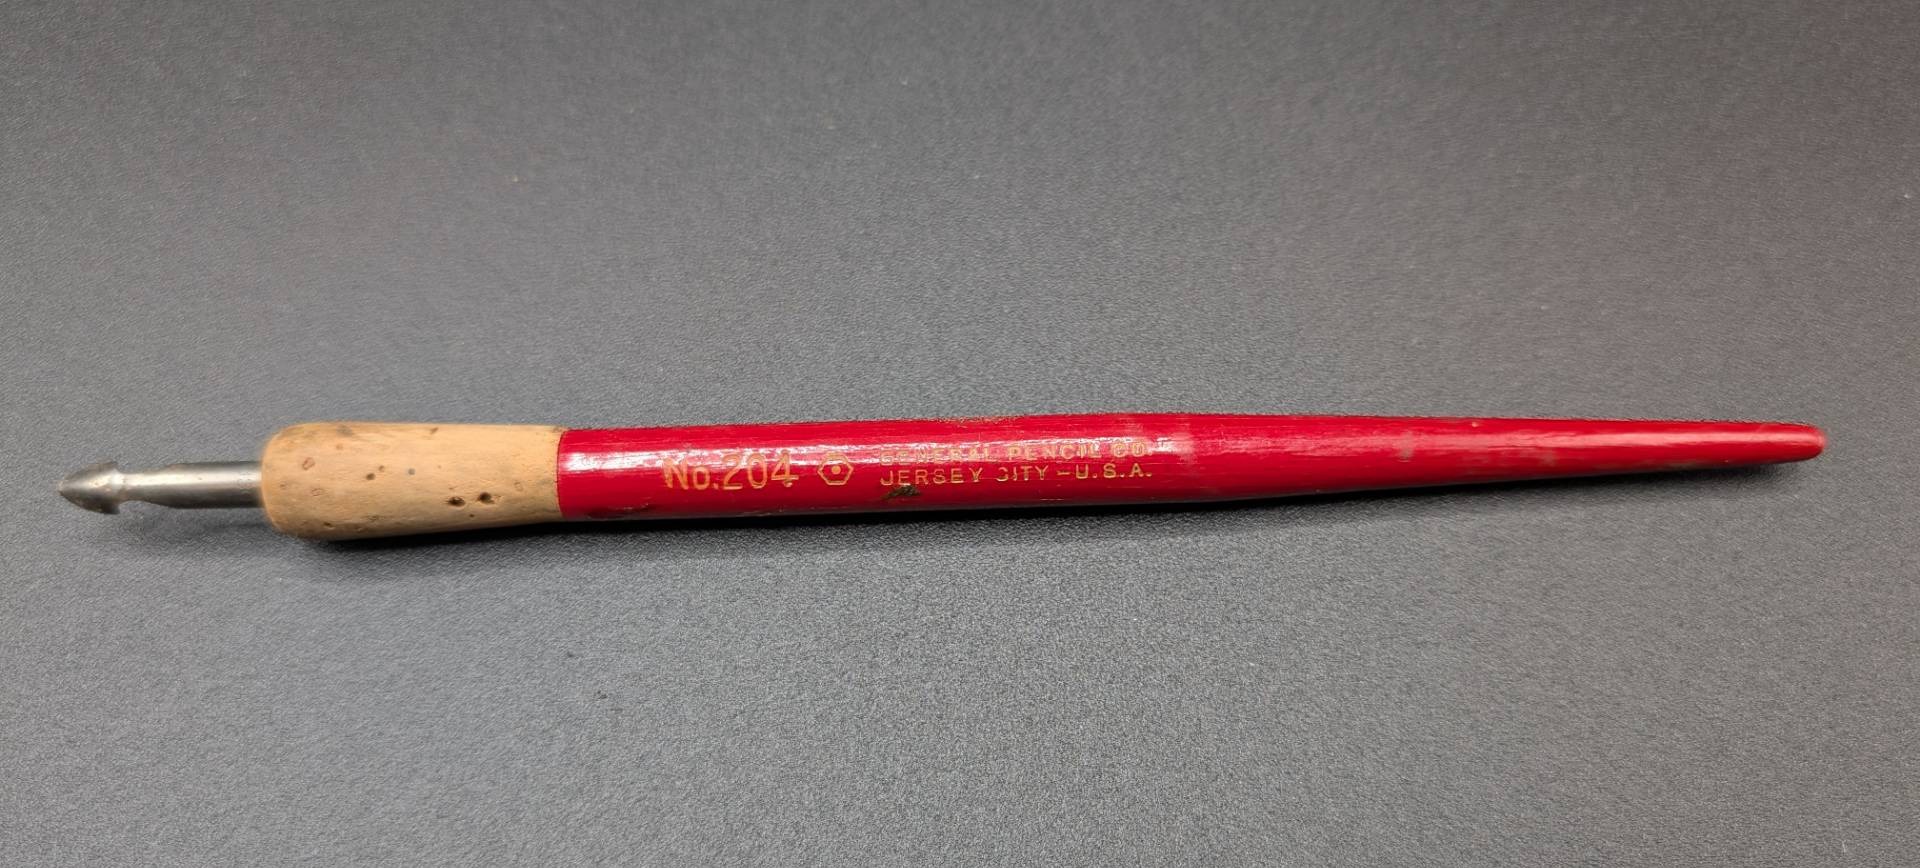 No.204 GENERAL PENCIL CO.
JERSEY CITY-U.S.A.